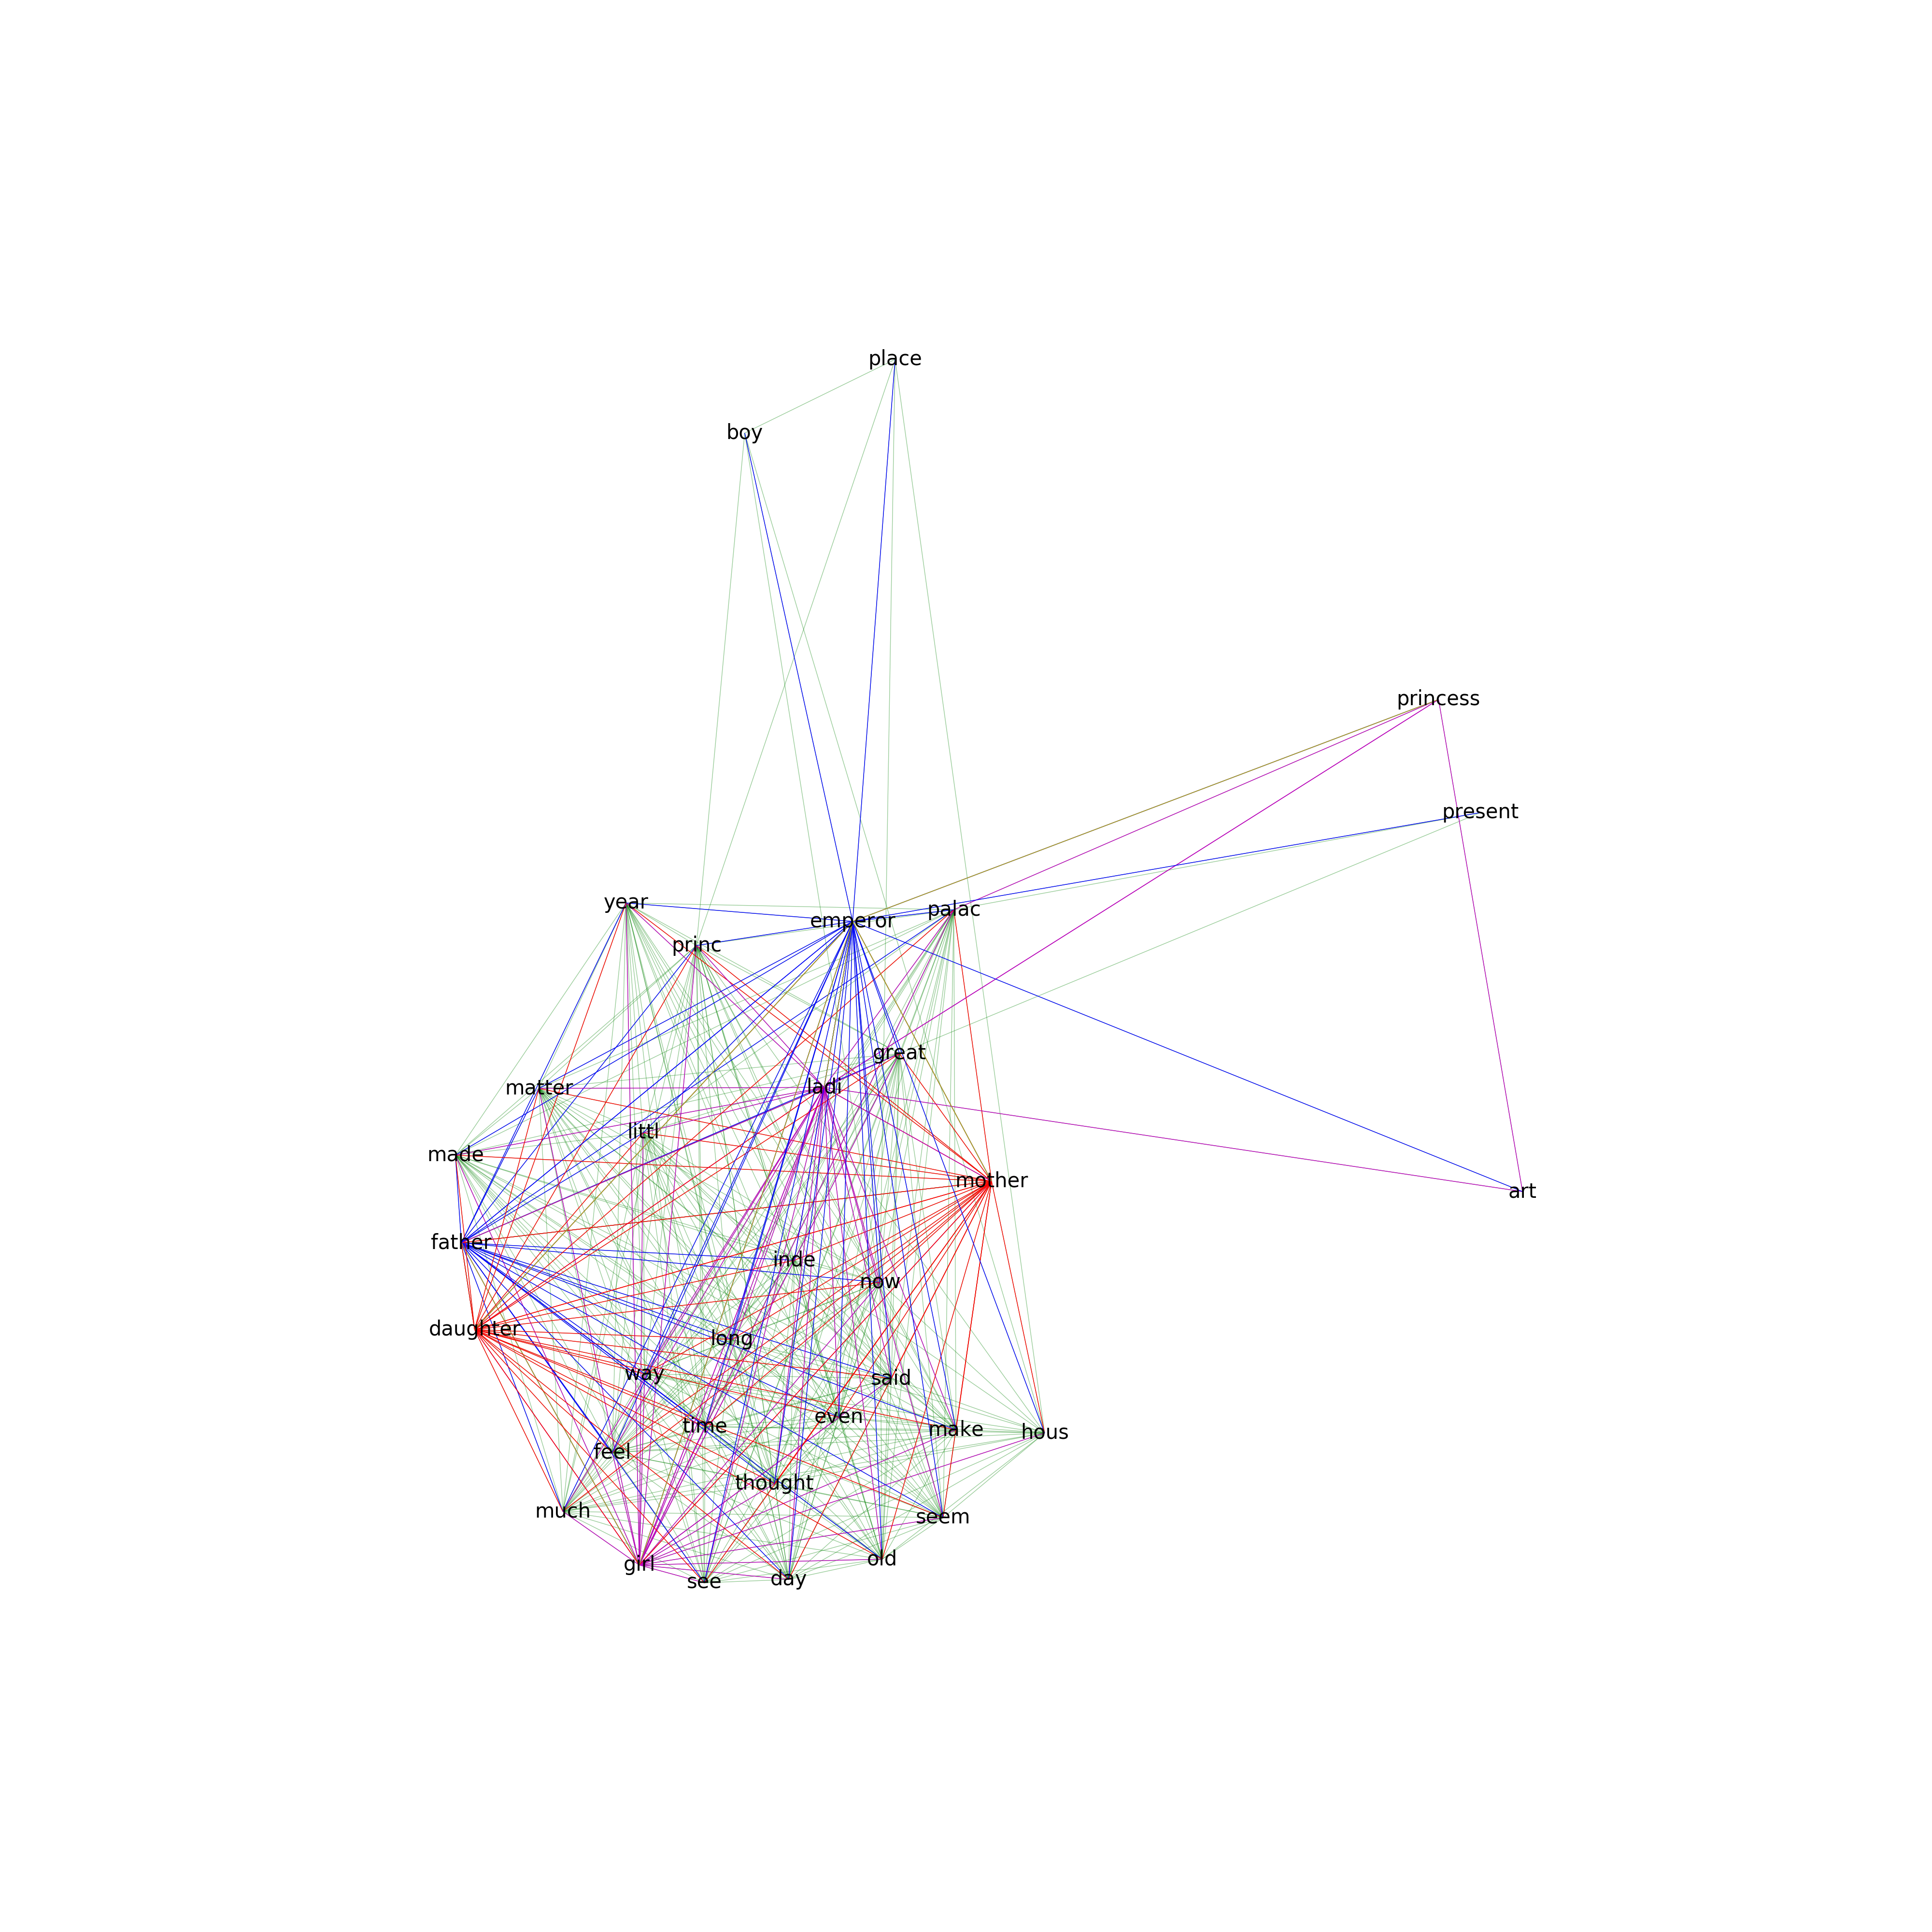 place
boy
princess
present
year
palac
emperor
princ
great
ladi
matter
littl
made
mother
art
father
inde
now
daughter
long
way
said
even
time
make
hous
feel
thought
much
seem
old
girl
day
see